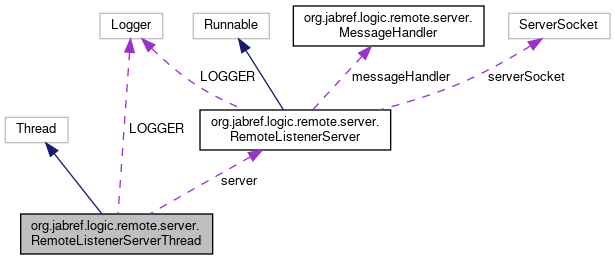 Logger
Runnable
org.jabref.logic.remote.server.
MessageHandler
ServerSocket
LOGGER
messageHandler
serverSocket
Thread
LOGGER
org.jabref.logic.remote.server.
RemoteListenerServer
server
org.jabref.logic.remote.server.
RemoteListenerServerThread